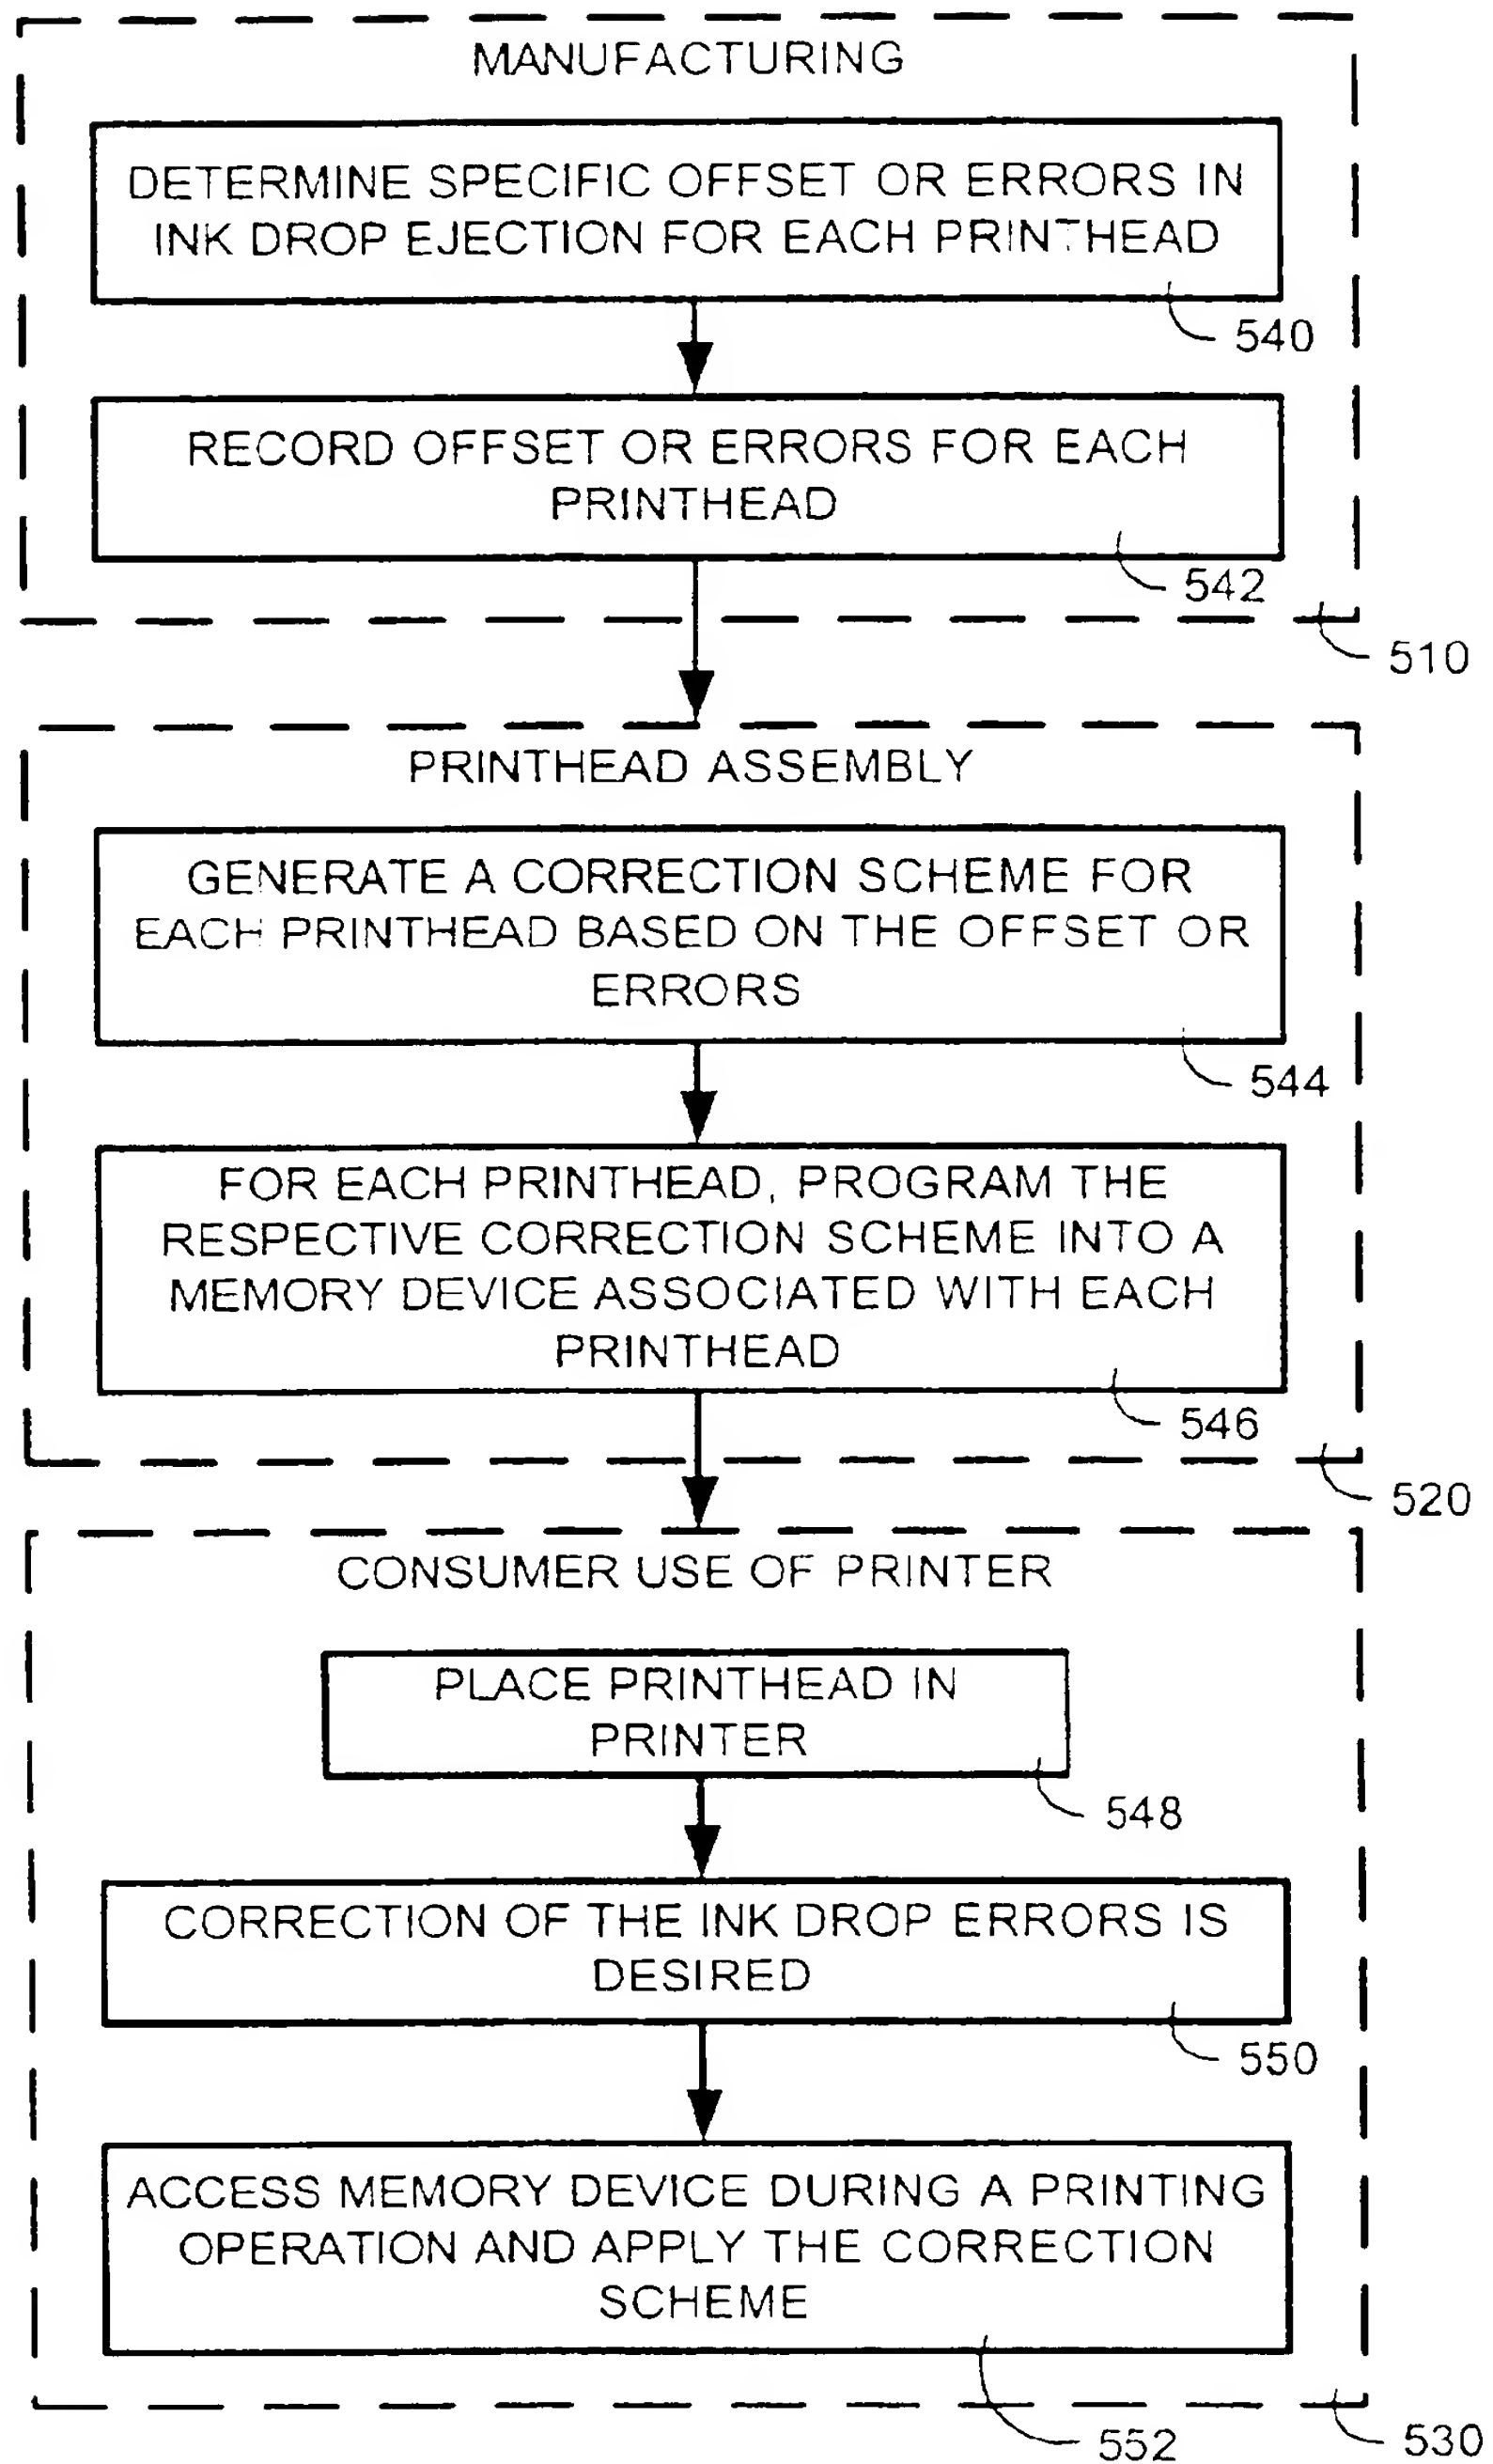 MANUFACTURING
DETERMINE SPECIFIC OFFSET OR ERRORS IN
INK DROP EJECTION FOR EACH PRINTHEAD
540
RECORD OFFSET OR ERRORS FOR EACH
PRINTHEAD
542
510
PRINTHEAD ASSEMBLY
GENERATE A CORRECTION SCHEME FOR
EACH PRINTHEAD BASED ON THE OFFSET OR
ERRORS
544
FOR EACH PRINTHEAD, PROGRAM THE
RESPECTIVE CORRECTION SCHEME INTO A
MEMORY DEVICE ASSOCIATED WITH EACH
PRINTHEAD
546
520
CONSUMER USE OF PRINTER
PLACE PRINTHEAD IN
PRINTER
548
CORRECTION OF THE INK DROP ERRORS IS
DESIRED
550
ACCESS MEMORY DEVICE DURING A PRINTING
OPERATION AND APPLY THE CORRECTION
SCHEME
552
530